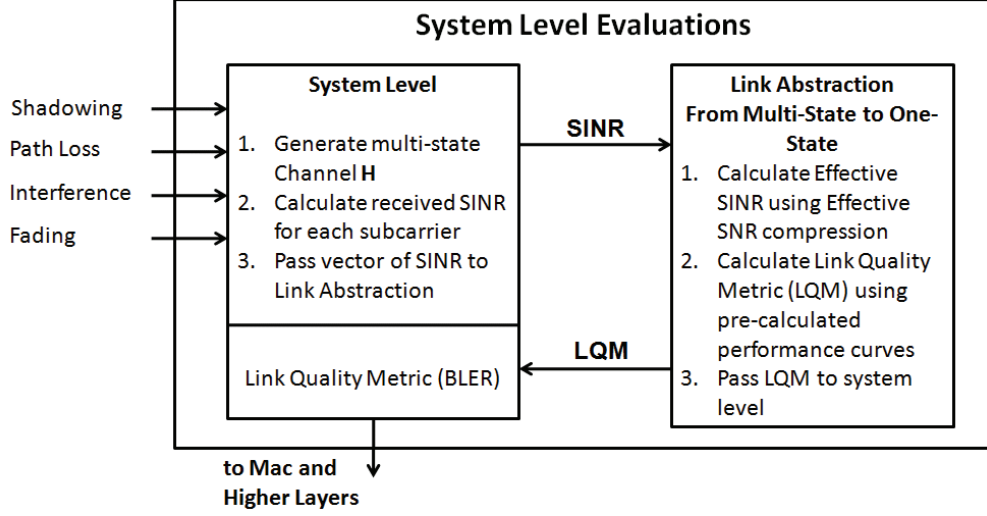 System Level Evaluations
Shadowing
Path Loss
Interference
Fading
System Level
1. Generate multi-state
Channel H
2. Calculate received SINR
for each subcarrier
3. Pass vector of SINR to
Link Abstraction
Link Quality Metric (BLER)
SINR
LQM
Link Abstraction
From Multi-State to One-
State
1. Calculate Effective
SINR using Effective
SNR compression
2. Calculate Link Quality
Metric (LQM) using
pre-calculated
performance curves
3. Pass LQM to system
level
to Mac and
Higher Layers